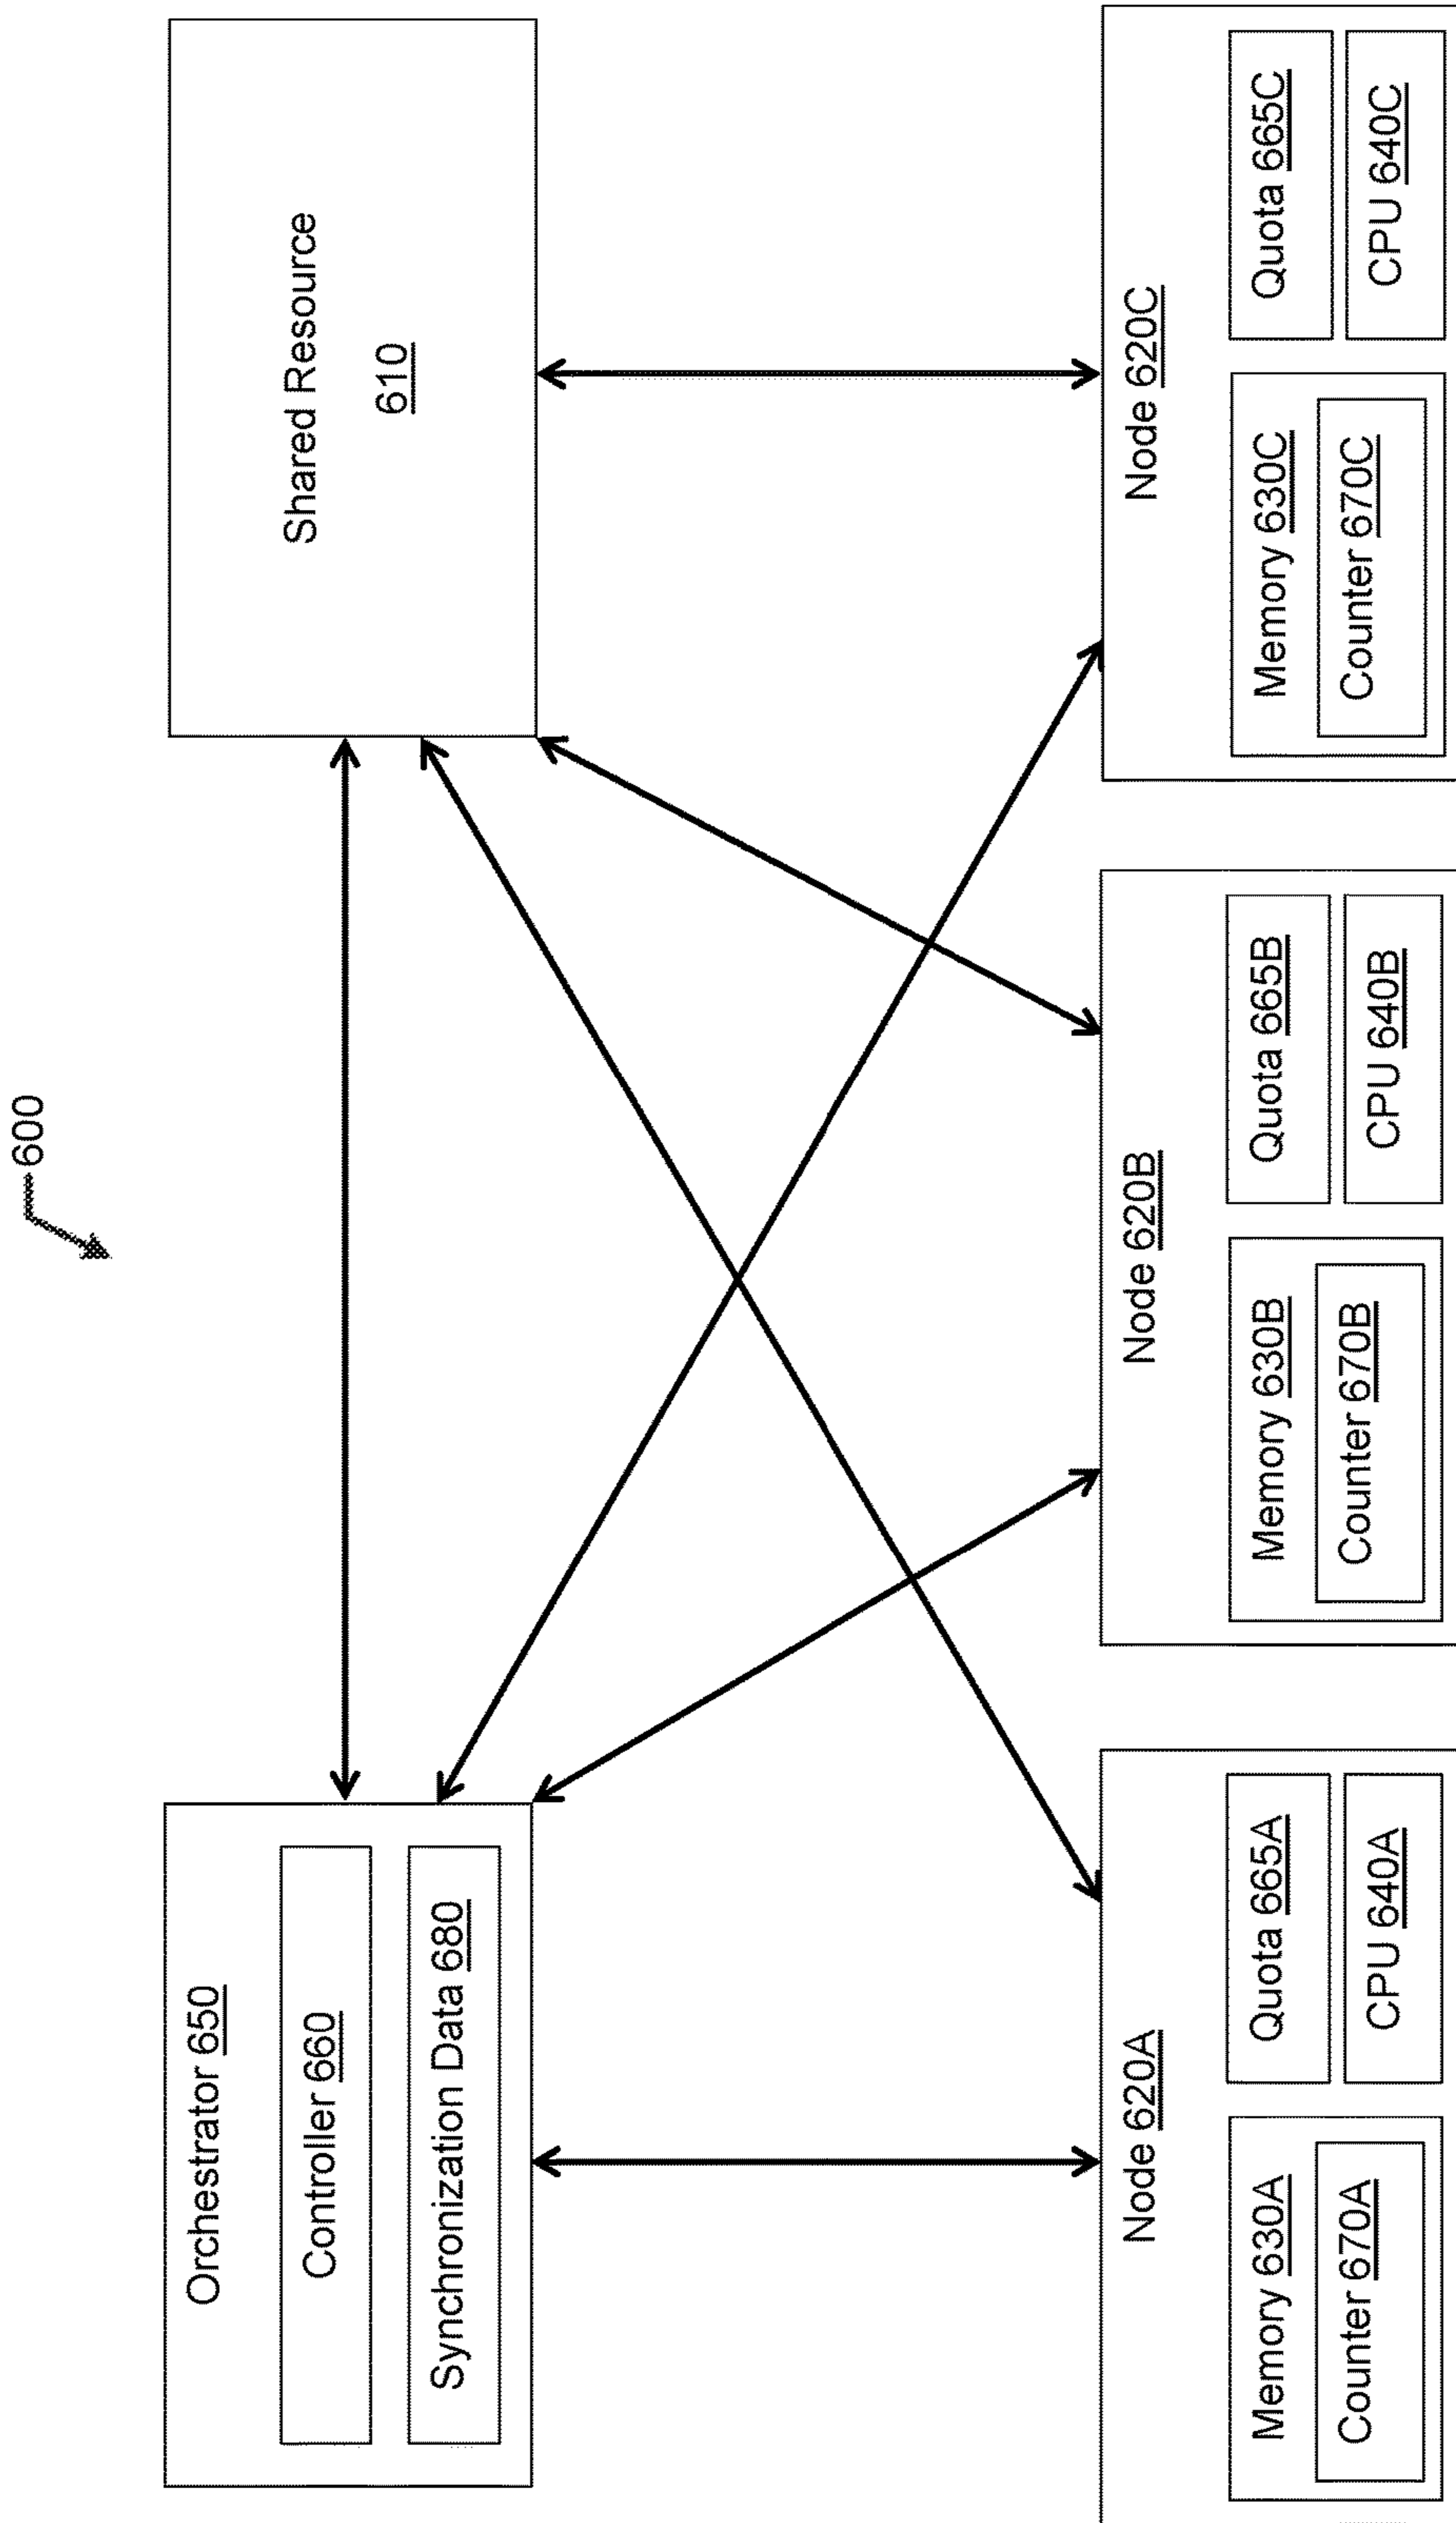 600
Orchestrator 650
Controller 660
Synchronization Data 680
Shared Resource
610
Node 620A
Memory 630A
Counter 670A
Quota 665A
CPU 640A
Node 620B
Memory 630B
Counter 670B
Quota 665B
CPU 640B
Node 620C
Memory 630C
Counter 670C
Quota 665C
CPU 640C